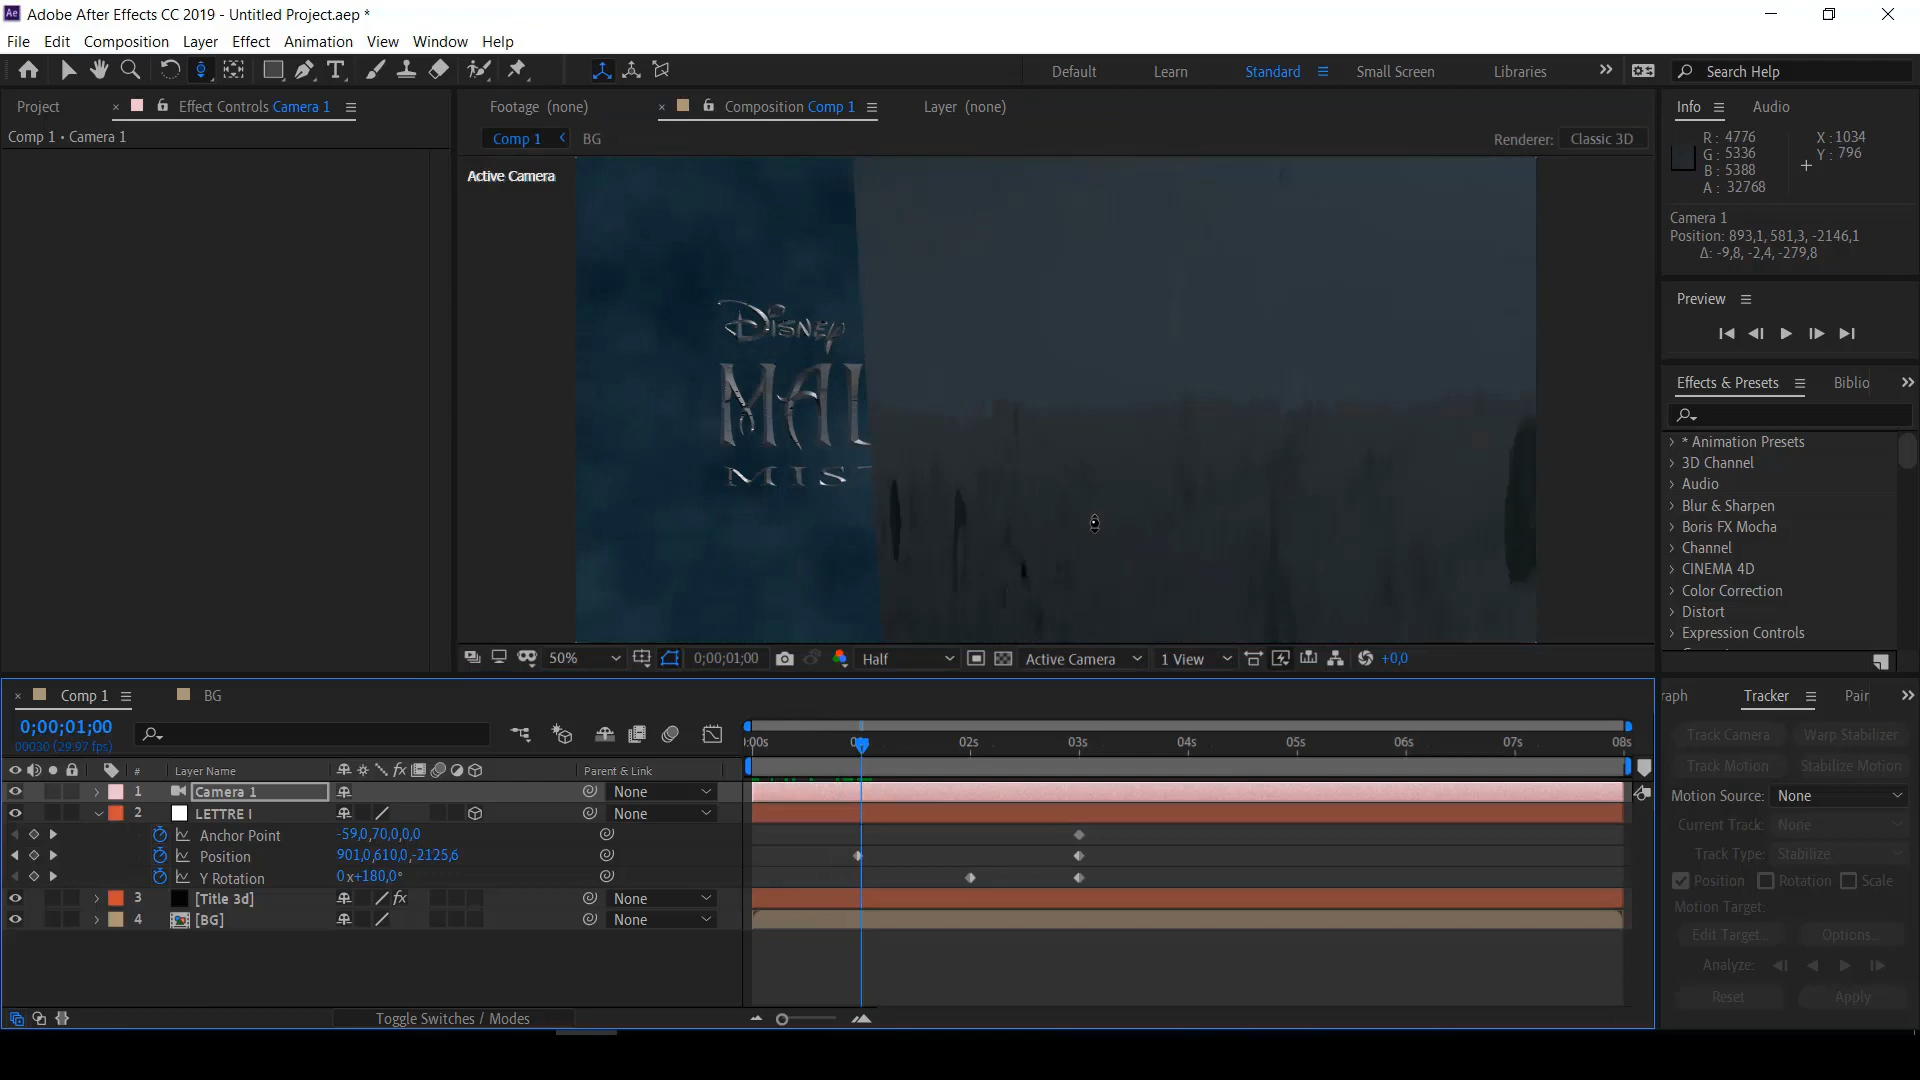 Adobe After Effects CC 2019 - Untitled Project.aep *
File Edit Composition Layer Effect Animation View Window Help
Default Learn Standard Small Screen Libraries Search Help
Project Effect Controls Camera 1
Comp 1 • Camera 1
Footage (none) Composition Comp 1 Layer (none)
Comp 1 BG Renderer: Classic 3D
Active Camera
DISNEY
MAL
MIS
50% 0;00;01;00 Half Active Camera 1 View +0,0
Info Audio
R: 4776 X: 1034
G: 5336 Y: 796
B: 5388
A: 32768
Camera 1
Position: 893,1, 581,3, -2146,1
Δ: -9,8, -2,4, -279,8
Preview
Effects & Presets Biblio
* Animation Presets
3D Channel
Audio
Blur & Sharpen
Boris FX Mocha
Channel
CINEMA 4D
Color Correction
Distort
Expression Controls
Comp 1 BG
0;00;01;00
00030 (29.97 fps)
:00s 02s 03s 04s 05s 06s 07s 08s
# Layer Name fx Parent & Link
1 Camera 1 None
2 LETTRE I None
Anchor Point -59,0,70,0,0,0
Position 901,0,610,0,-2125,6
Y Rotation 0x+180,0°
3 [Title 3d] fx None
4 [BG] None
Toggle Switches / Modes
raph Tracker Pair
Track Camera Warp Stabilizer
Track Motion Stabilize Motion
Motion Source: None
Current Track: None
Track Type: Stabilize
Position Rotation Scale
Motion Target:
Edit Target... Options...
Analyze:
Reset Apply